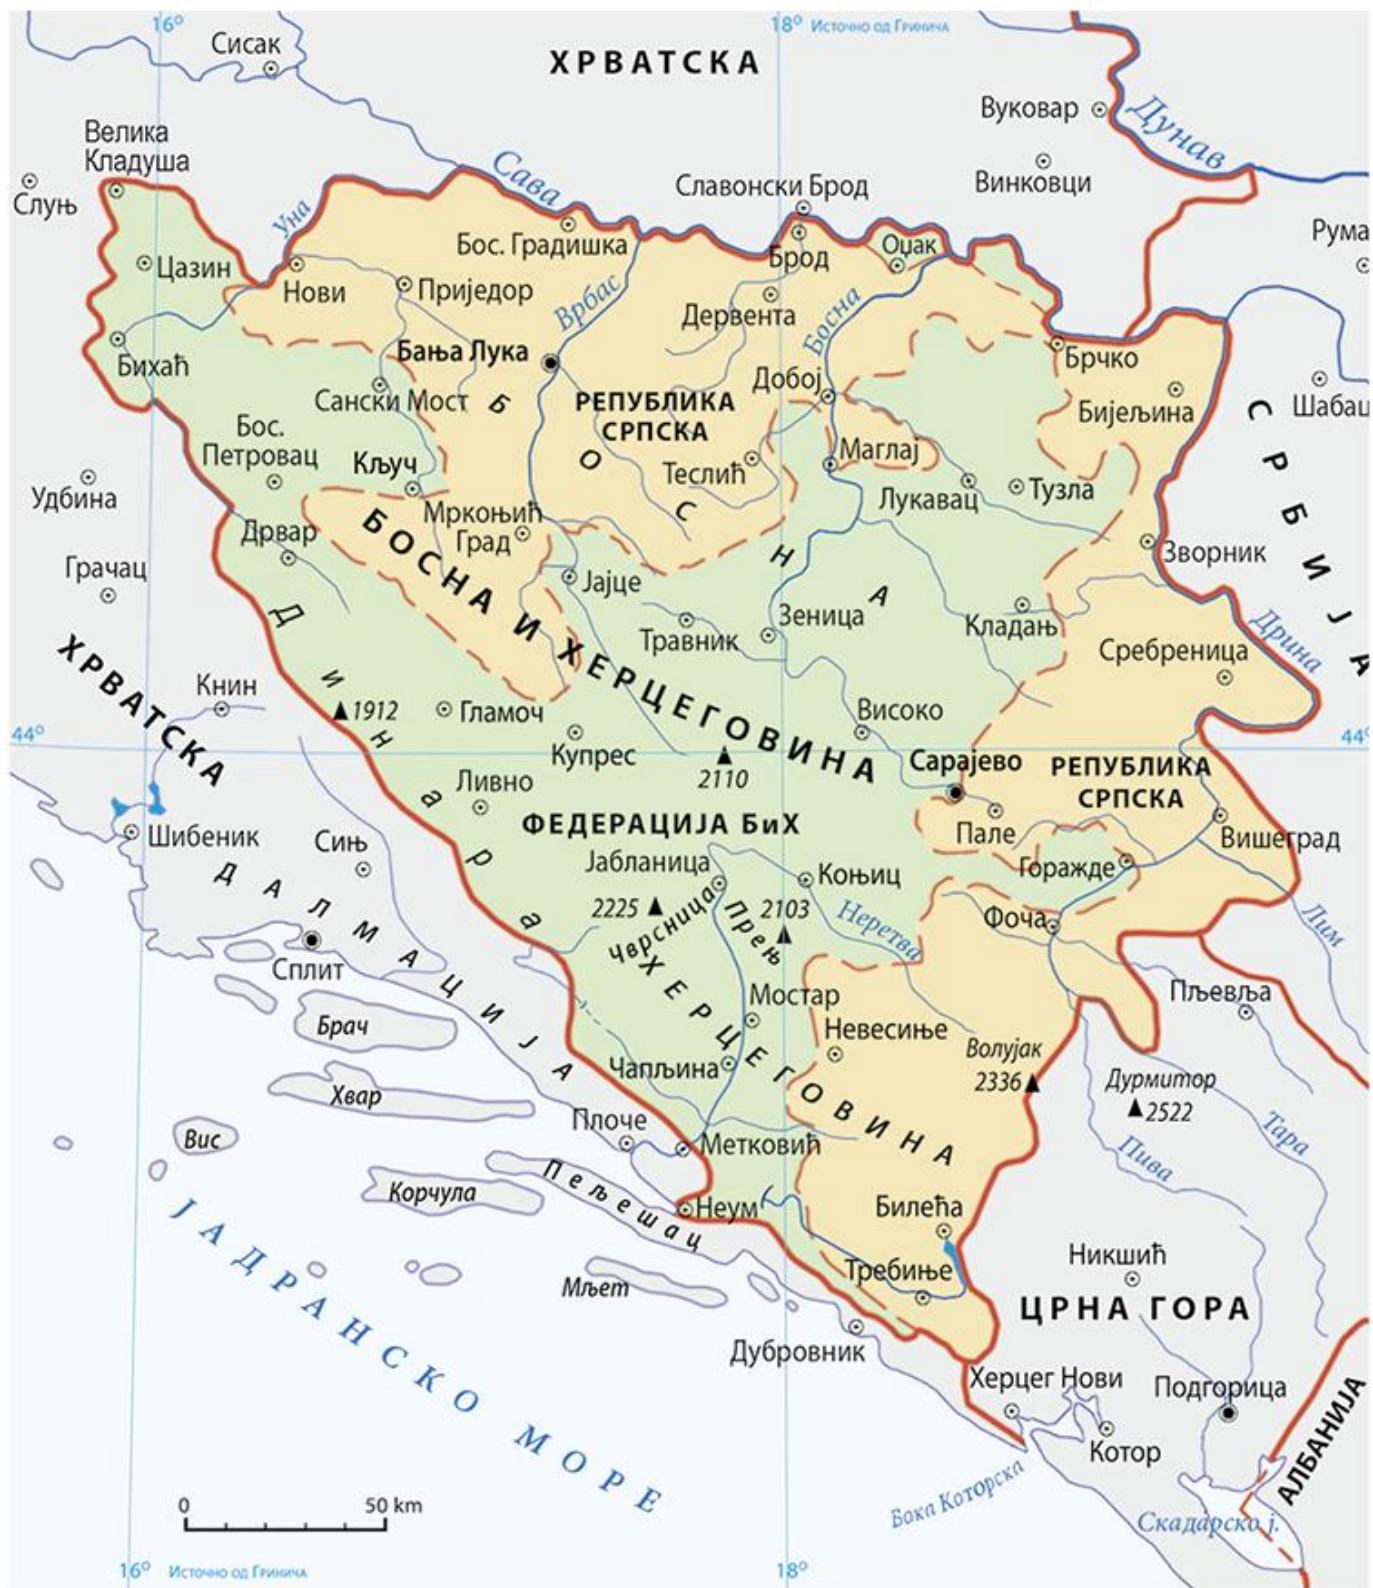 16°
18° Источно од Гринича
Сисак
ХРВАТСКА
Вуковар
Дунав
Велика
Кладуша
Слуњ
Сава
Славонски Брод
Винковци
Уна
Бос. Градишка
Оџак
Рума
Цазин
Нови
Приједор
Врбас
Брод
Дервента
Босна
Бихаћ
Бања Лука
Брчко
Добој
Сански Мост
РЕПУБЛИКА
СРПСКА
Бијељина
Шабац
СРБИЈА
БОСНА
Бос.
Петровац
Кључ
Теслић
Маглај
Лукавац
Тузла
Удбина
Мркоњић
Град
Дрвар
Зворник
Грачац
Јајце
БОСНА И ХЕРЦЕГОВИНА
Травник
Зеница
Кладањ
Дрина
Сребреница
ХРВАТСКА
Динара
Книн
1912
Гламоч
Купрес
Високо
44°
44°
2110
Сарајево
РЕПУБЛИКА
СРПСКА
Ливно
ФЕДЕРАЦИЈА БиХ
Пале
Вишеград
Шибеник
Сињ
Јабланица
Коњиц
Горажде
ДАЛМАЦИЈА
2225
Чврсница
Прењ
2103
Неретва
Фоча
Лим
Сплит
ХЕРЦЕГОВИНА
Мостар
Пљевља
Брач
Невесиње
Волујак
2336
Чапљина
Дурмитор
2522
Хвар
Плоче
Метковић
Тара
Вис
Пива
Пељешац
Корчула
Неум
Билећа
ЈАДРАНСКО МОРЕ
Никшић
Мљет
Требиње
ЦРНА ГОРА
Дубровник
Херцег Нови
Подгорица
АЛБАНИЈА
Котор
Бока Которска
Скадарско ј.
0 50 km
16° Источно од Гринича
18°